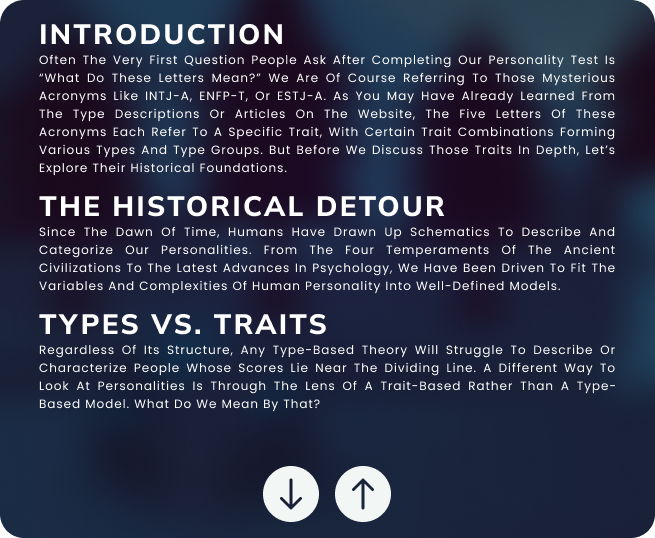 INTRODUCTION
Often The Very First Question People Ask After Completing Our Personality Test Is
“What Do These Letters Mean?” We Are Of Course Referring To Those Mysterious
Acronyms Like INTJ-A, ENFP-T, Or ESTJ-A. As You May Have Already Learned From
The Type Descriptions Or Articles On The Website, The Five Letters Of These
Acronyms Each Refer To A Specific Trait, With Certain Trait Combinations Forming
Various Types And Type Groups. But Before We Discuss Those Traits In Depth, Let’s
Explore Their Historical Foundations.
THE HISTORICAL DETOUR
Since The Dawn Of Time, Humans Have Drawn Up Schematics To Describe And
Categorize Our Personalities. From The Four Temperaments Of The Ancient
Civilizations To The Latest Advances In Psychology, We Have Been Driven To Fit The
Variables And Complexities Of Human Personality Into Well-Defined Models.
TYPES VS. TRAITS
Regardless Of Its Structure, Any Type-Based Theory Will Struggle To Describe Or
Characterize People Whose Scores Lie Near The Dividing Line. A Different Way To
Look At Personalities Is Through The Lens Of A Trait-Based Rather Than A Type-
Based Model. What Do We Mean By That?